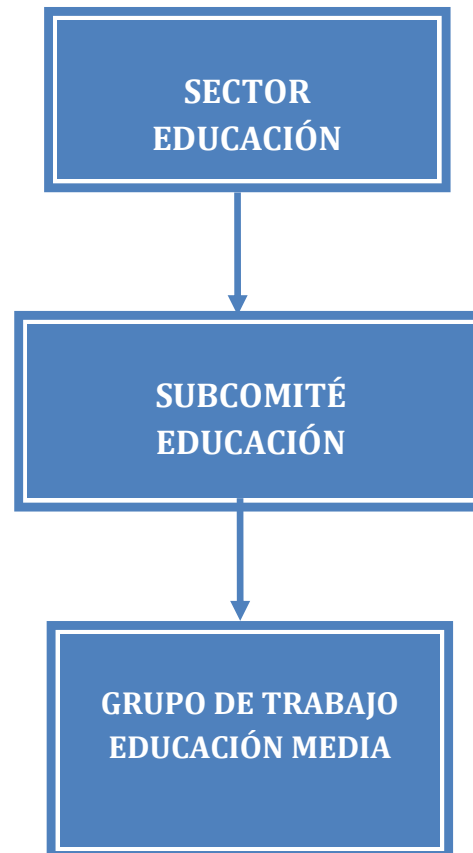 SECTOR
EDUCACIÓN
SUBCOMITÉ
EDUCACIÓN
GRUPO DE TRABAJO
EDUCACIÓN MEDIA